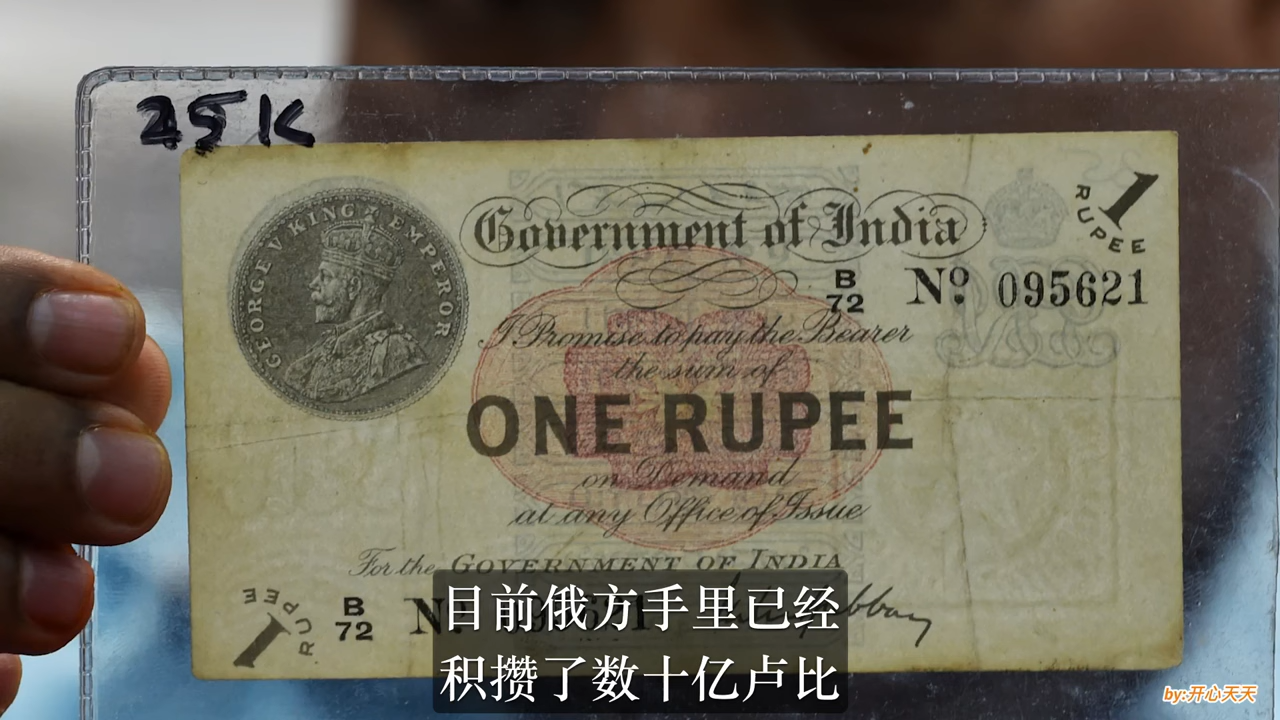 25K
GEORGE V KING EMPEROR
Government of India
1
RUPEE
B
72
Nº 095621
I Promise to pay the Bearer
the sum of
ONE RUPEE
on Demand
at any Office of Issue
For the GOVERNMENT OF INDIA
1
RUPEE
B
72
目前俄方手里已经
积攒了数十亿卢比
by:开心天天